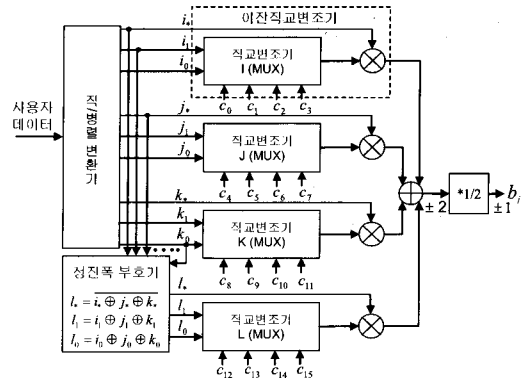 이진직교변조기
i*
i₁
i₀
직교변조기
I (MUX)
c₀ c₁ c₂ c₃
사용자
데이터
직/병렬 변환기
j*
j₁
j₀
직교변조기
J (MUX)
c₄ c₅ c₆ c₇
k*
k₁
k₀
직교변조기
K (MUX)
c₈ c₉ c₁₀ c₁₁
± 2
*1/2
bᵢ
±1
정진폭 부호기
l* = \overline{i* ⊕ j* ⊕ k*}
l₁ = i₁ ⊕ j₁ ⊕ k₁
l₀ = i₀ ⊕ j₀ ⊕ k₀
l*
l₁
l₀
직교변조기
L (MUX)
c₁₂ c₁₃ c₁₄ c₁₅